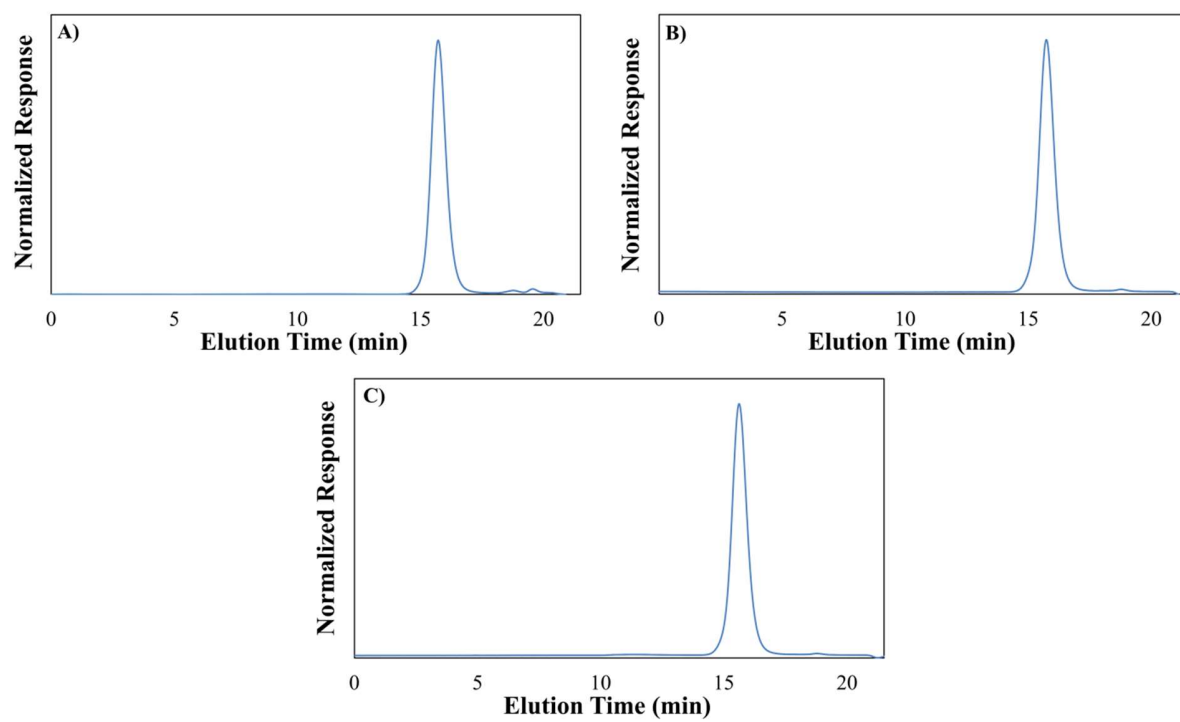 A)
Normalized Response
0 5 10 15 20
Elution Time (min)
B)
Normalized Response
0 5 10 15 20
Elution Time (min)
C)
Normalized Response
0 5 10 15 20
Elution Time (min)